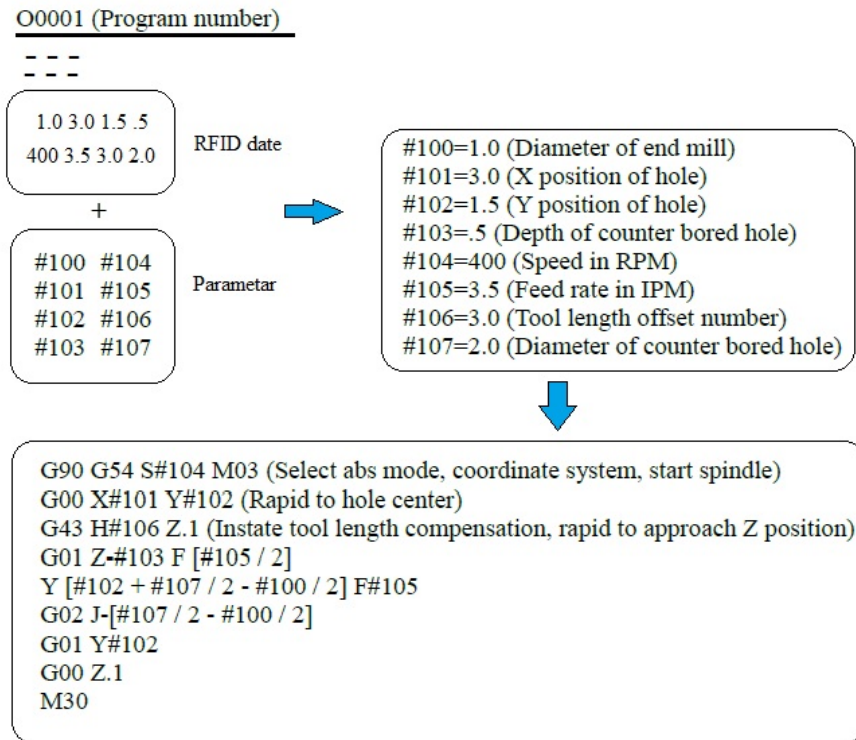 O0001 (Program number)
- - -
- - -
1.0 3.0 1.5 .5
400 3.5 3.0 2.0
RFID date
+
#100 #104
#101 #105
#102 #106
#103 #107
Parametar
#100=1.0 (Diameter of end mill)
#101=3.0 (X position of hole)
#102=1.5 (Y position of hole)
#103=.5 (Depth of counter bored hole)
#104=400 (Speed in RPM)
#105=3.5 (Feed rate in IPM)
#106=3.0 (Tool length offset number)
#107=2.0 (Diameter of counter bored hole)
G90 G54 S#104 M03 (Select abs mode, coordinate system, start spindle)
G00 X#101 Y#102 (Rapid to hole center)
G43 H#106 Z.1 (Instate tool length compensation, rapid to approach Z position)
G01 Z-#103 F [#105 / 2]
Y [#102 + #107 / 2 - #100 / 2] F#105
G02 J-[#107 / 2 - #100 / 2]
G01 Y#102
G00 Z.1
M30